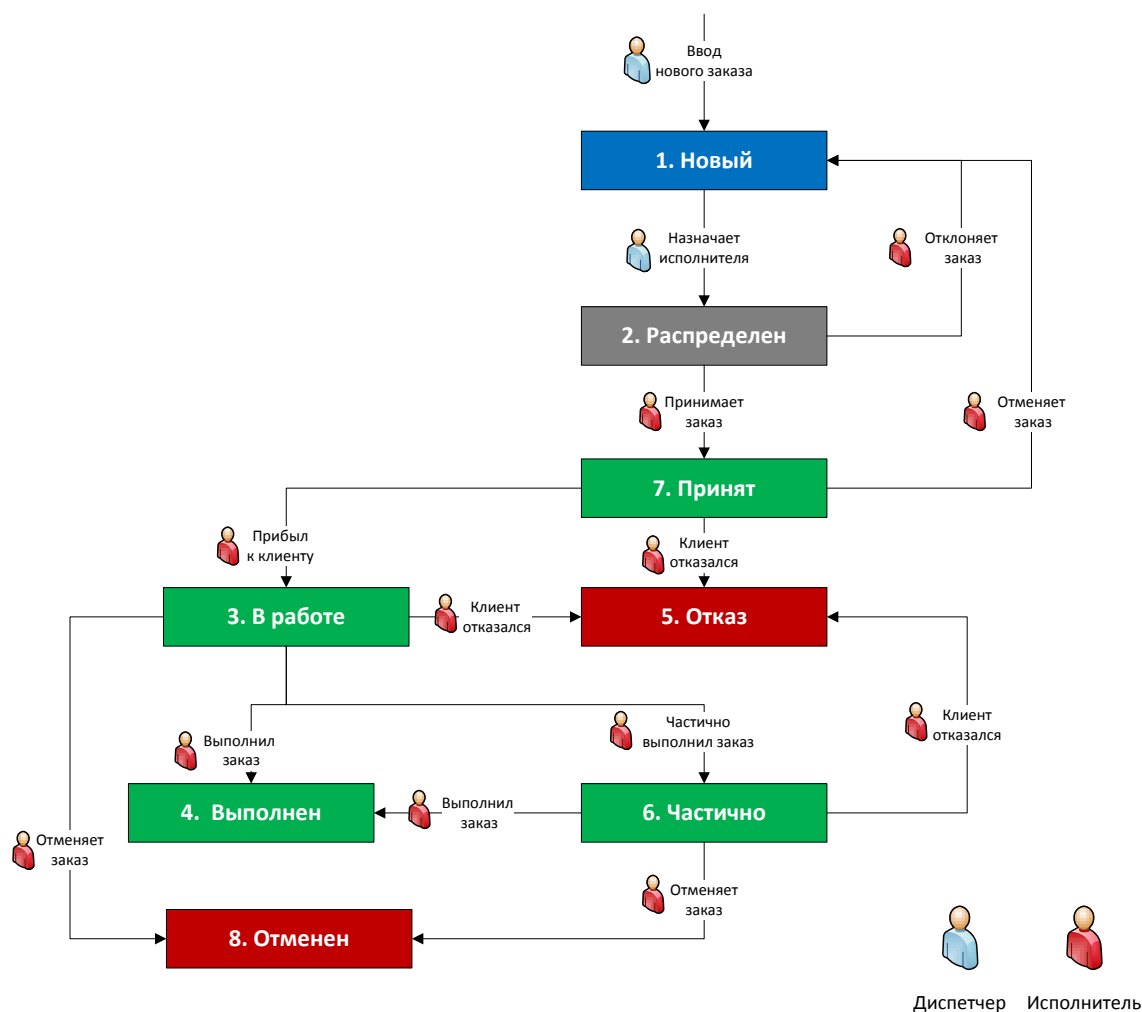 Ввод
нового заказа
1. Новый
Назначает
исполнителя
Отклоняет
заказ
2. Распределен
Принимает
заказ
Отменяет
заказ
7. Принят
Прибыл
к клиенту
Клиент
отказался
3. В работе
Клиент
отказался
5. Отказ
Выполнил
заказ
Частично
выполнил заказ
Клиент
отказался
4. Выполнен
Выполнил
заказ
6. Частично
Отменяет
заказ
Отменяет
заказ
8. Отменен
Диспетчер
Исполнитель